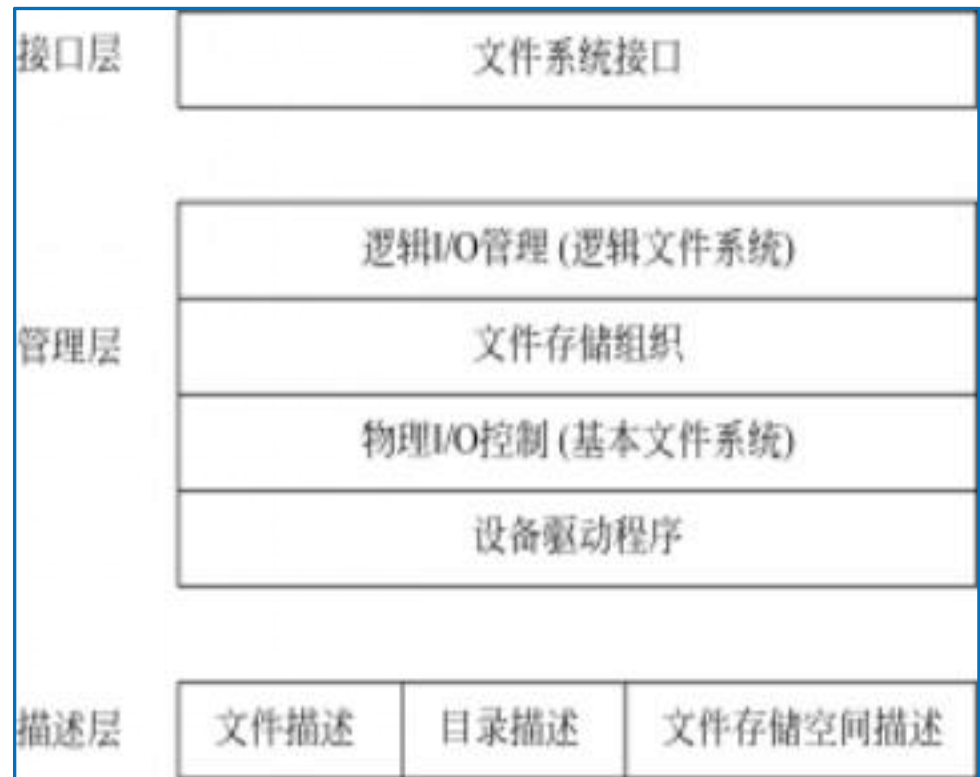 接口层
文件系统接口
逻辑I/O管理 (逻辑文件系统)
管理层
文件存储组织
物理I/O控制 (基本文件系统)
设备驱动程序
描述层
文件描述
目录描述
文件存储空间描述